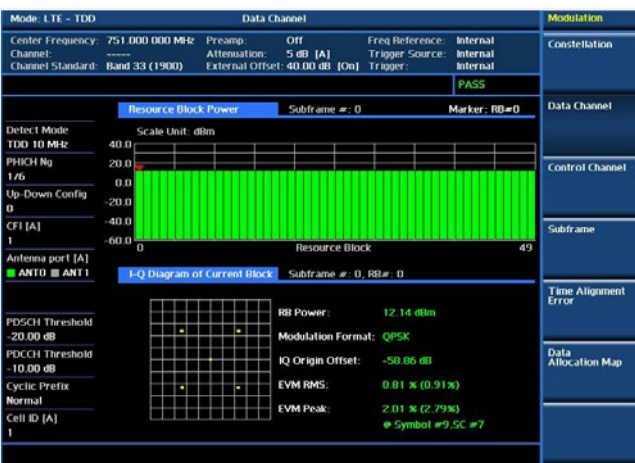 Mode: LTE - TDD
Data Channel
Modulation
Center Frequency: 751.000 000 MHz Preamp: Off Freq Reference: Internal
Channel: Attenuation: 5 dB [A] Trigger Source: Internal
Channel Standard: Band 33 (1900) External Offset: 40.00 dB [On] Trigger: Internal
PASS
Constellation
Data Channel
Control Channel
Subframe
Time Alignment
Error
Data
Allocation Map
Detect Mode
TDD 10 MHz
PHICH Ng
1/6
Up-Down Config
0
CFI [A]
1
Antenna port [A]
ANT0 ANT1
PDSCH Threshold
-20.00 dB
PDCCH Threshold
-10.00 dB
Cyclic Prefix
Normal
Cell ID [A]
1
Resource Block Power Subframe #: 0 Marker: RB#0
Scale Unit: dBm
40.0
20.0
0.0
-20.0
-40.0
-60.0
0 Resource Block 49
I-Q Diagram of Current Block Subframe #: 0, RB#: 0
RB Power: 12.14 dBm
Modulation Format: QPSK
IQ Origin Offset: -58.86 dB
EVM RMS: 0.81 % (0.91%)
EVM Peak: 2.01 % (2.79%)
@ Symbol #9,SC #7